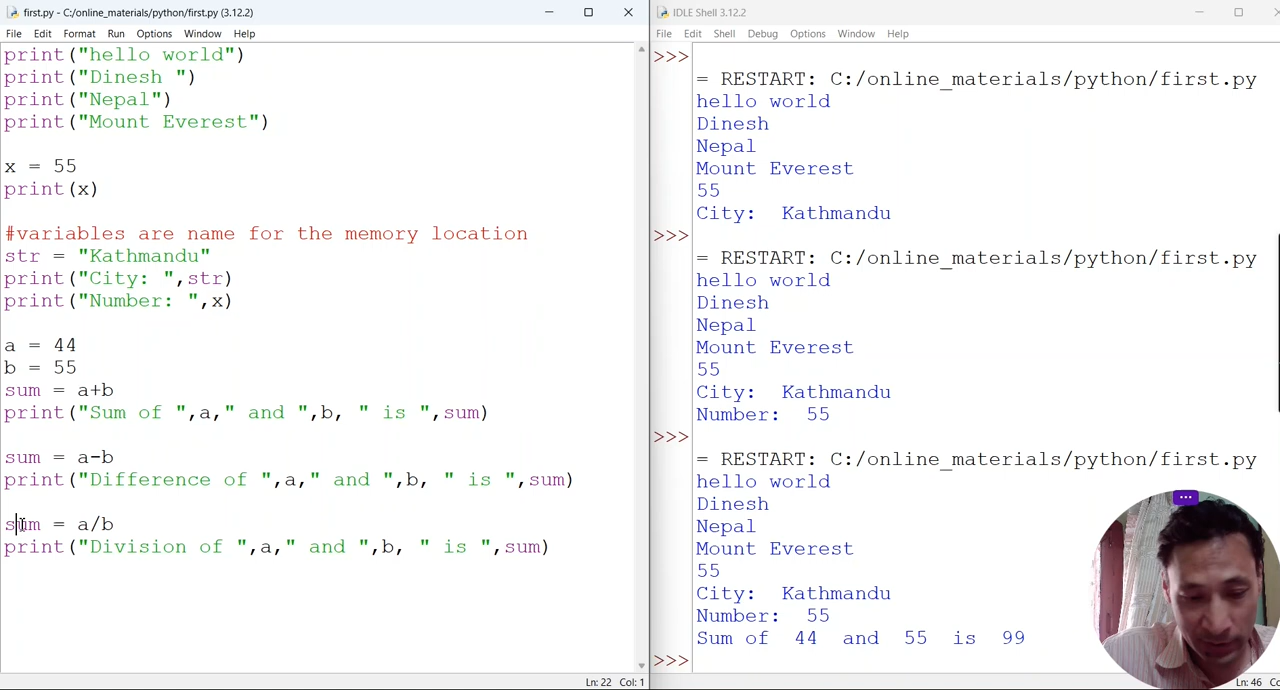 first.py - C:/online_materials/python/first.py (3.12.2)
File Edit Format Run Options Window Help
print("hello world")
print("Dinesh ")
print("Nepal")
print("Mount Everest")
x = 55
print(x)
#variables are name for the memory location
str = "Kathmandu"
print("City: ",str)
print("Number: ",x)
a = 44
b = 55
sum = a+b
print("Sum of ",a," and ",b, " is ",sum)
sum = a-b
print("Difference of ",a," and ",b, " is ",sum)
sum = a/b
print("Division of ",a," and ",b, " is ",sum)
Ln: 22 Col: 1
IDLE Shell 3.12.2
File Edit Shell Debug Options Window Help
>>>
= RESTART: C:/online_materials/python/first.py
hello world
Dinesh
Nepal
Mount Everest
55
City:  Kathmandu
>>>
= RESTART: C:/online_materials/python/first.py
hello world
Dinesh
Nepal
Mount Everest
55
City:  Kathmandu
Number:  55
>>>
= RESTART: C:/online_materials/python/first.py
hello world
Dinesh
Nepal
Mount Everest
55
City:  Kathmandu
Number:  55
Sum of  44  and  55  is  99
>>>
Ln: 46